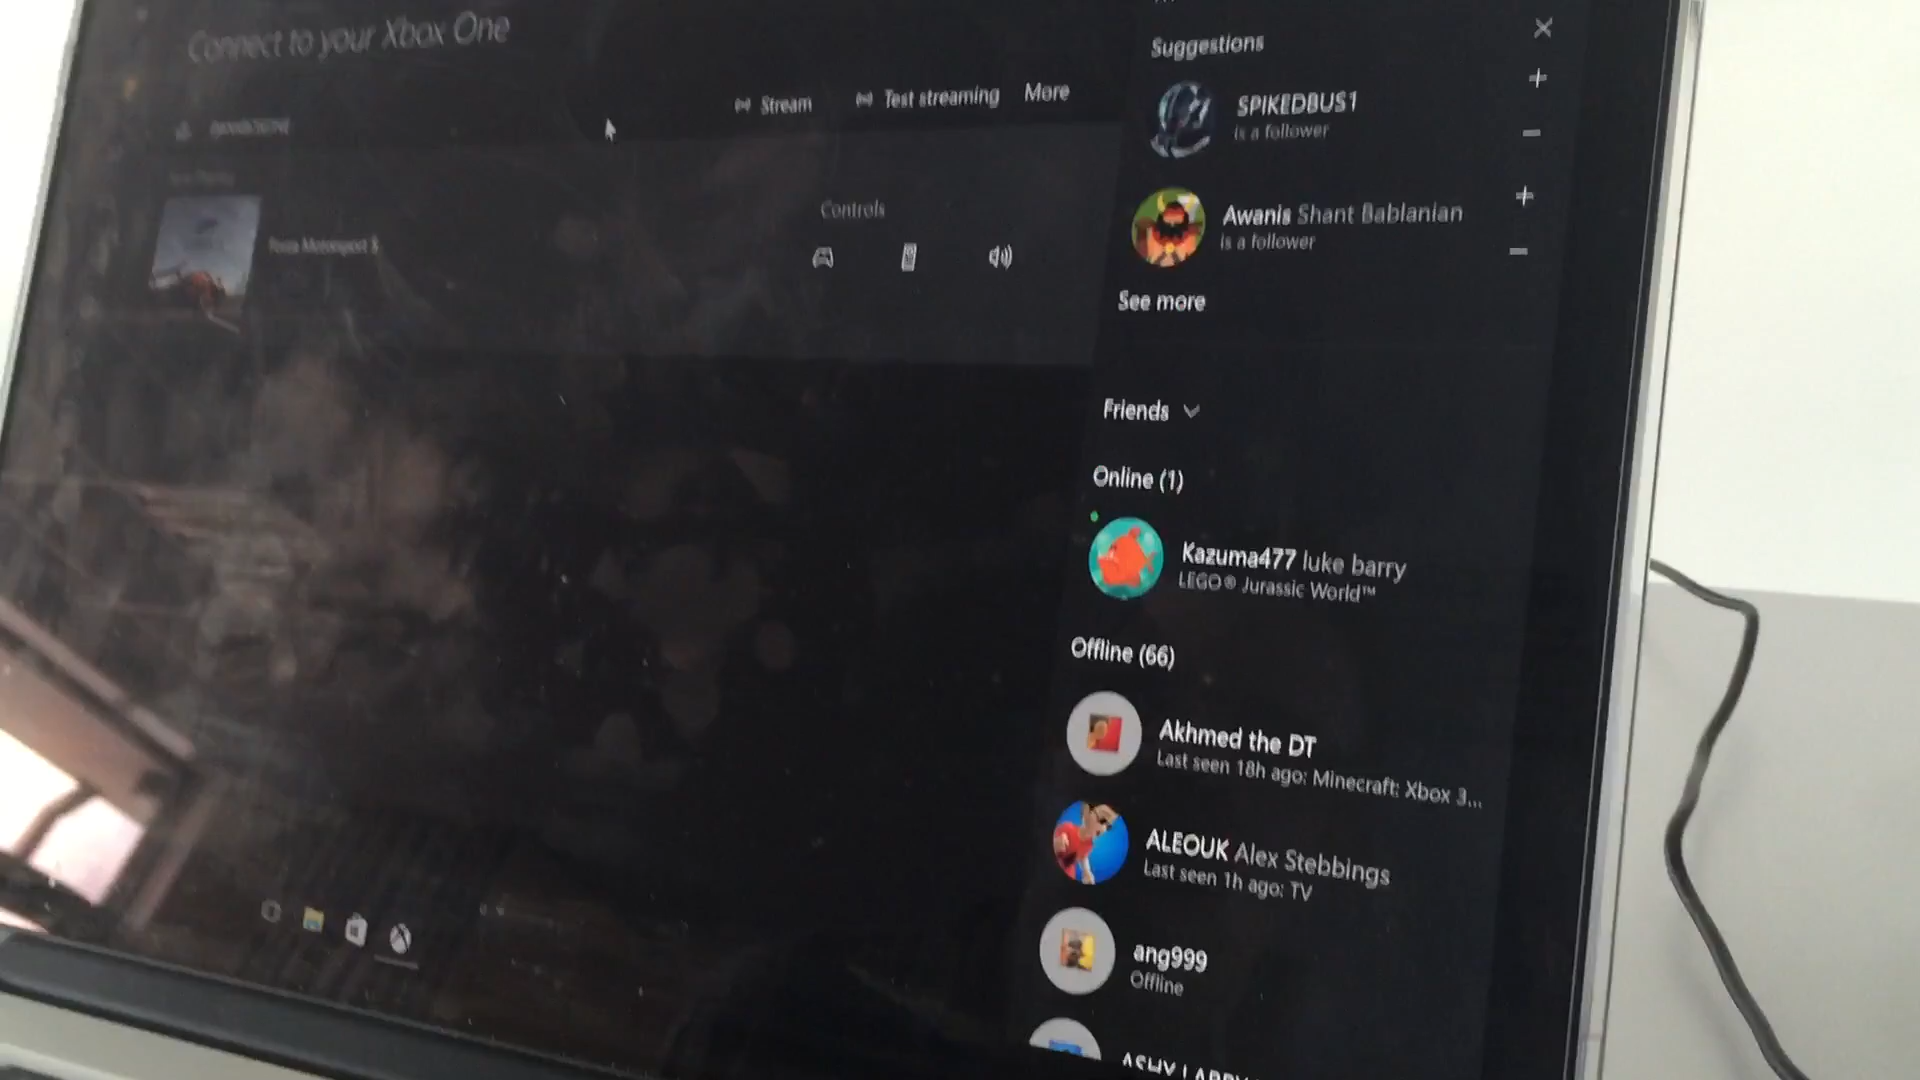 Connect to your Xbox One
Stream
Test streaming
More
Controls
Suggestions
SPIKEDBUS1
is a follower
Awanis Shant Bablanian
is a follower
See more
Friends
Online (1)
Kazuma477 luke barry
LEGO® Jurassic World™
Offline (66)
Akhmed the DT
Last seen 18h ago: Minecraft: Xbox 3...
ALEOUK Alex Stebbings
Last seen 1h ago: TV
ang999
Offline